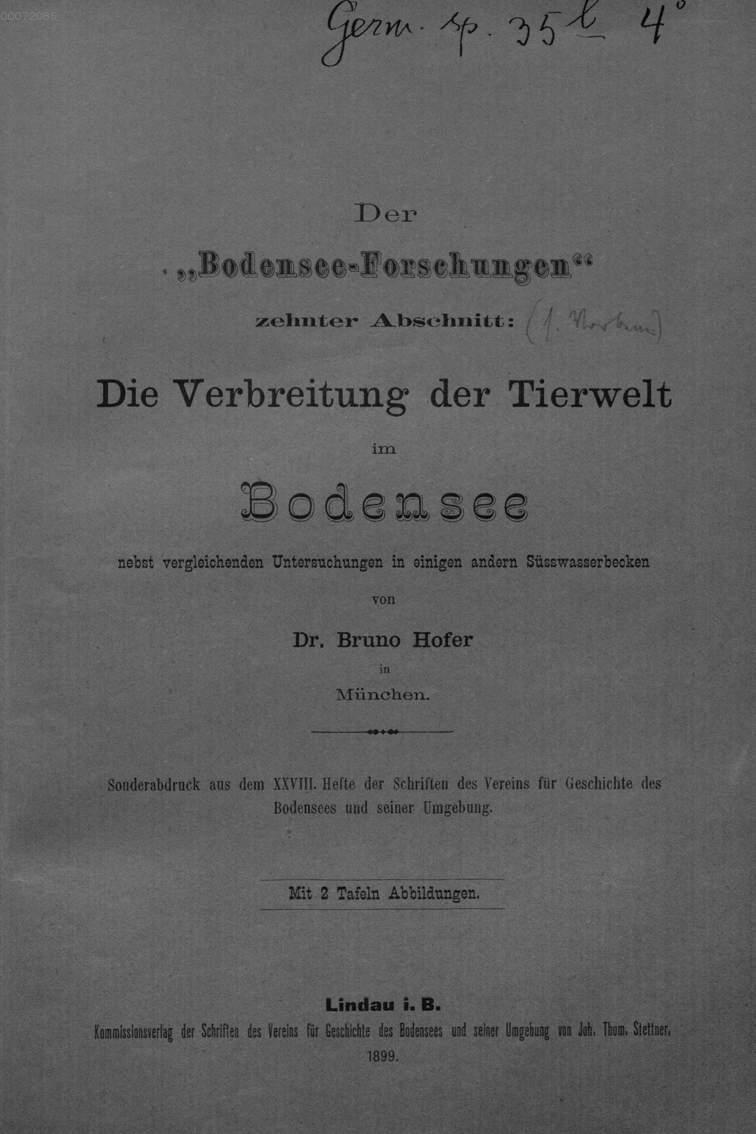 00072085
Germ. sp. 35 l 4°
Der
„Bodensee-Forschungen“
zehnter Abschnitt:
Die Verbreitung der Tierwelt
im
Bodensee
nebst vergleichenden Untersuchungen in einigen andern Süsswasserbecken
von
Dr. Bruno Hofer
in
München.
Sonderabdruck aus dem XXVIII. Hefte der Schriften des Vereins für Geschichte des
Bodensees und seiner Umgebung.
Mit 2 Tafeln Abbildungen.
Lindau i. B.
Kommissionsverlag der Schriften des Vereins für Geschichte des Bodensees und seiner Umgebung von Joh. Thom. Stettner.
1899.